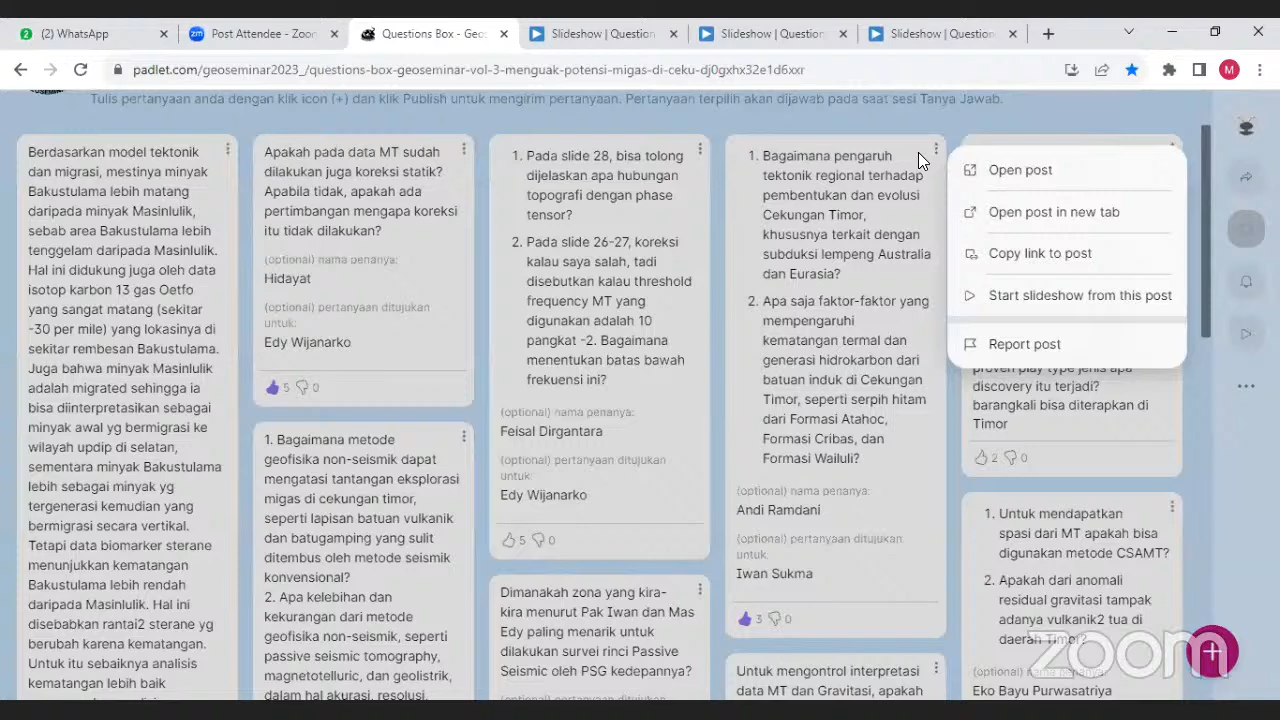 (2) WhatsApp
Post Attendee - Zoo
Questions Box - Geo
Slideshow | Question
Slideshow | Question
Slideshow | Question
padlet.com/geoseminar2023_/questions-box-geoseminar-vol-3-menguak-potensi-migas-di-ceku-dj0gxhx32e1d6xxr
M
Tulis pertanyaan anda dengan klik icon (+) dan klik Publish untuk mengirim pertanyaan. Pertanyaan terpilih akan dijawab pada saat sesi Tanya Jawab.
Berdasarkan model tektonik
dan migrasi, mestinya minyak
Bakustulama lebih matang
daripada minyak Masinlulik,
sebab area Bakustulama lebih
tenggelam daripada Masinlulik.
Hal ini didukung juga oleh data
isotop karbon 13 gas Oetfo
yang sangat matang (sekitar
-30 per mile) yang lokasinya di
sekitar rembesan Bakustulama.
Juga bahwa minyak Masinlulik
adalah migrated sehingga ia
bisa diinterpretasikan sebagai
minyak awal yg bermigrasi ke
wilayah updip di selatan,
sementara minyak Bakustulama
lebih sebagai minyak yg
tergenerasi kemudian yang
bermigrasi secara vertikal.
Tetapi data biomarker sterane
menunjukkan kematangan
Bakustulama lebih rendah
daripada Masinlulik. Hal ini
disebabkan rantai2 sterane yg
berubah karena kematangan.
Untuk itu sebaiknya analisis
kematangan lebih baik
Apakah pada data MT sudah
dilakukan juga koreksi statik?
Apabila tidak, apakah ada
pertimbangan mengapa koreksi
itu tidak dilakukan?
(optional) nama penanya:
Hidayat
(optional) pertanyaan ditujukan
untuk:
Edy Wijanarko
5 0
1. Bagaimana metode
geofisika non-seismik dapat
mengatasi tantangan eksplorasi
migas di cekungan timor,
seperti lapisan batuan vulkanik
dan batugamping yang sulit
ditembus oleh metode seismik
konvensional?
2. Apa kelebihan dan
kekurangan dari metode
geofisika non-seismik, seperti
passive seismic tomography,
magnetotelluric, dan geolistrik,
dalam hal akurasi, resolusi,
1. Pada slide 28, bisa tolong
dijelaskan apa hubungan
topografi dengan phase
tensor?
2. Pada slide 26-27, koreksi
kalau saya salah, tadi
disebutkan kalau threshold
frequency MT yang
digunakan adalah 10
pangkat -2. Bagaimana
menentukan batas bawah
frekuensi ini?
(optional) nama penanya:
Feisal Dirgantara
(optional) pertanyaan ditujukan
untuk:
Edy Wijanarko
5 0
Dimanakah zona yang kira-
kira menurut Pak Iwan dan Mas
Edy paling menarik untuk
dilakukan survei rinci Passive
Seismic oleh PSG kedepannya?
1. Bagaimana pengaruh
tektonik regional terhadap
pembentukan dan evolusi
Cekungan Timor,
khususnya terkait dengan
subduksi lempeng Australia
dan Eurasia?
2. Apa saja faktor-faktor yang
mempengaruhi
kematangan termal dan
generasi hidrokarbon dari
batuan induk di Cekungan
Timor, seperti serpih hitam
dari Formasi Atahoc,
Formasi Cribas, dan
Formasi Wailuli?
(optional) nama penanya:
Andi Ramdani
(optional) pertanyaan ditujukan
untuk:
Iwan Sukma
3 0
Untuk mengontrol interpretasi
data MT dan Gravitasi, apakah
Open post
Open post in new tab
Copy link to post
Start slideshow from this post
Report post
proven play type jenis apa
discovery itu terjadi?
barangkali bisa diterapkan di
Timor
2 0
1. Untuk mendapatkan
spasi dari MT apakah bisa
digunakan metode CSAMT?
2. Apakah dari anomali
residual gravitasi tampak
adanya vulkanik2 tua di
daerah Timor?
(optional) nama penanya:
Eko Bayu Purwasatriya
zoom